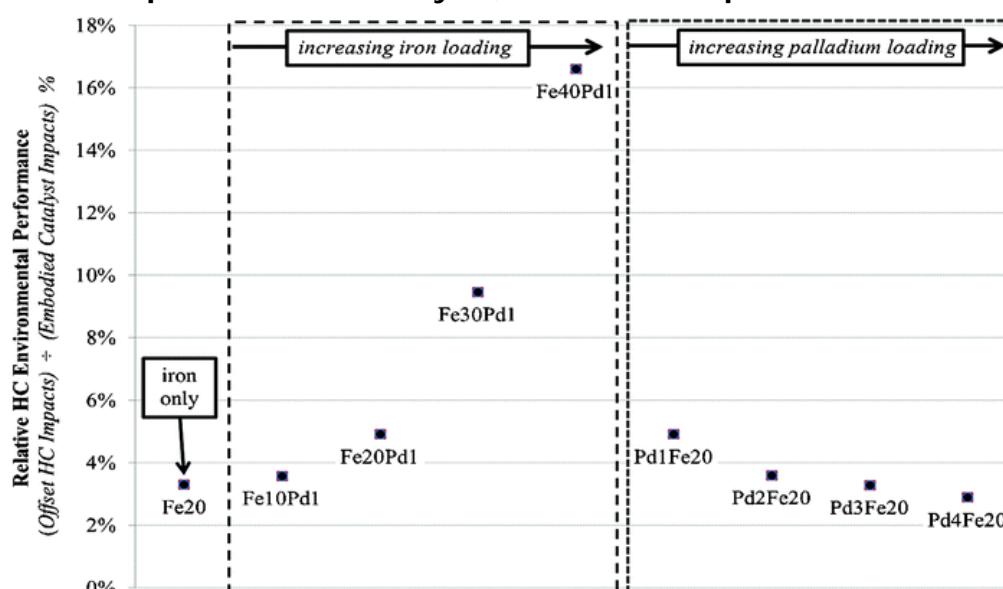 18%
16%
14%
12%
10%
8%
6%
4%
2%
0%
Relative HC Environmental Performance
((Offset HC Impacts) ÷ (Embodied Catalyst Impacts) %
increasing iron loading
increasing palladium loading
Fe40Pd1
Fe30Pd1
iron
only
Fe20
Fe10Pd1
Fe20Pd1
Pd1Fe20
Pd2Fe20
Pd3Fe20
Pd4Fe20